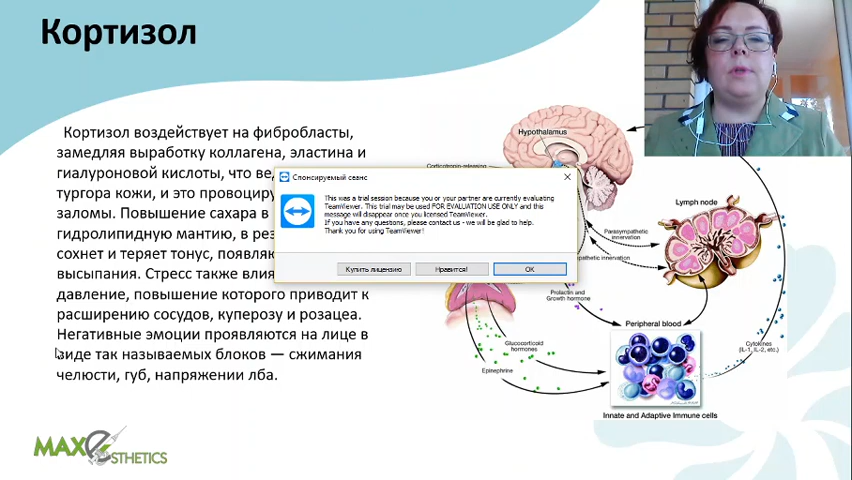 Кортизол
Кортизол воздействует на фибробласты,
замедляя выработку коллагена, эластина и
гиалуроновой кислоты, что
тургора кожи, и это
заломы. Повышение сахара в
гидролипидную мантию, в
сохнет и теряет тонус,
высыпания. Стресс также
давление, повышение которого приводит к
расширению сосудов, куперозу и розацеа.
Негативные эмоции проявляются на лице в
виде так называемых блоков — сжимания
челюсти, губ, напряжении лба.
Спонсируемый сеанс
This was a trial session because you or your partner are currently evaluating
TeamViewer. This trial may be used FOR EVALUATION USE ONLY and this
message will disappear once you licensed TeamViewer.
If you have any questions, please contact us - we will be glad to help.
Thank you for using TeamViewer!
Купить лицензию
Нравится!
OK
Hypothalamus
Corticotropin-releasing
Lymph node
Parasympathetic
innervation
innervation
Prolactin and
Growth hormone
Peripheral blood
Glucocorticoid
hormones
Epinephrine
Cytokines
(IL-1, IL-2, etc.)
Innate and Adaptive Immune cells
MAX eSTHETICS